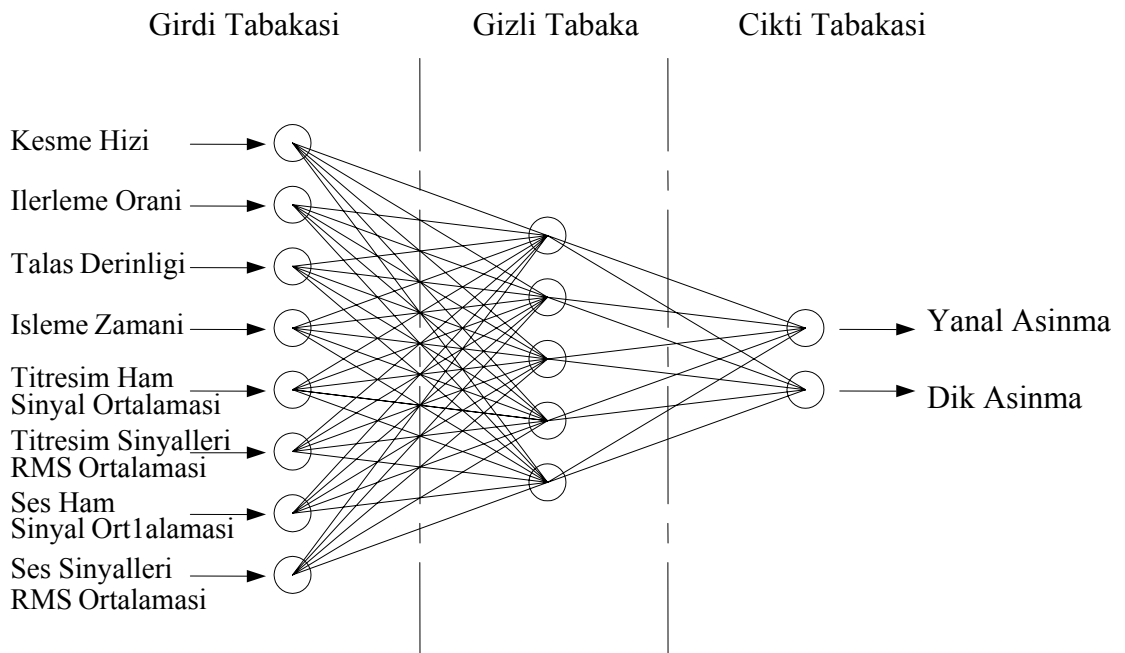 Girdi Tabakasi
Gizli Tabaka
Cikti Tabakasi
Kesme Hizi
Ilerleme Orani
Talas Derinligi
Isleme Zamani
Titresim Ham
Sinyal Ortalamasi
Titresim Sinyalleri
RMS Ortalamasi
Ses Ham
Sinyal Ort1alamasi
Ses Sinyalleri
RMS Ortalamasi
Yanal Asinma
Dik Asinma